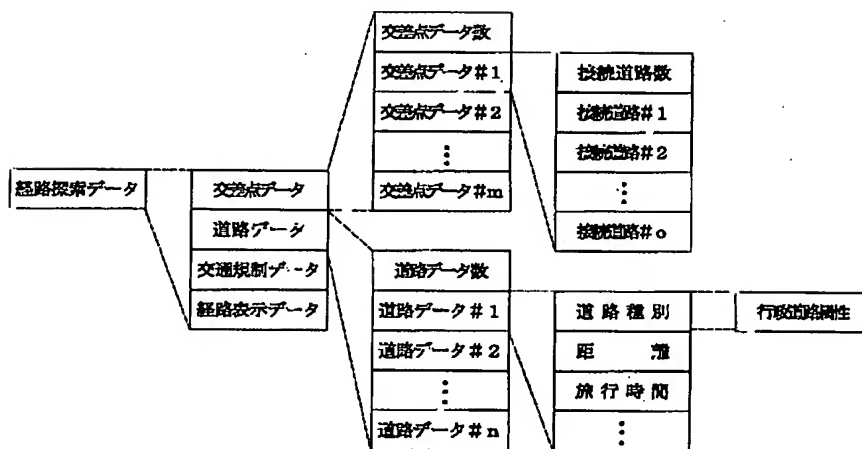 経路探索データ
交差点データ
道路データ
交通規制データ
経路表示データ
交差点データ数
交差点データ#1
交差点データ#2
交差点データ#m
接続道路数
接続道路#1
接続道路#2
接続道路#o
道路データ数
道路データ#1
道路データ#2
道路データ#n
道路種別
距離
旅行時間
行政道路属性